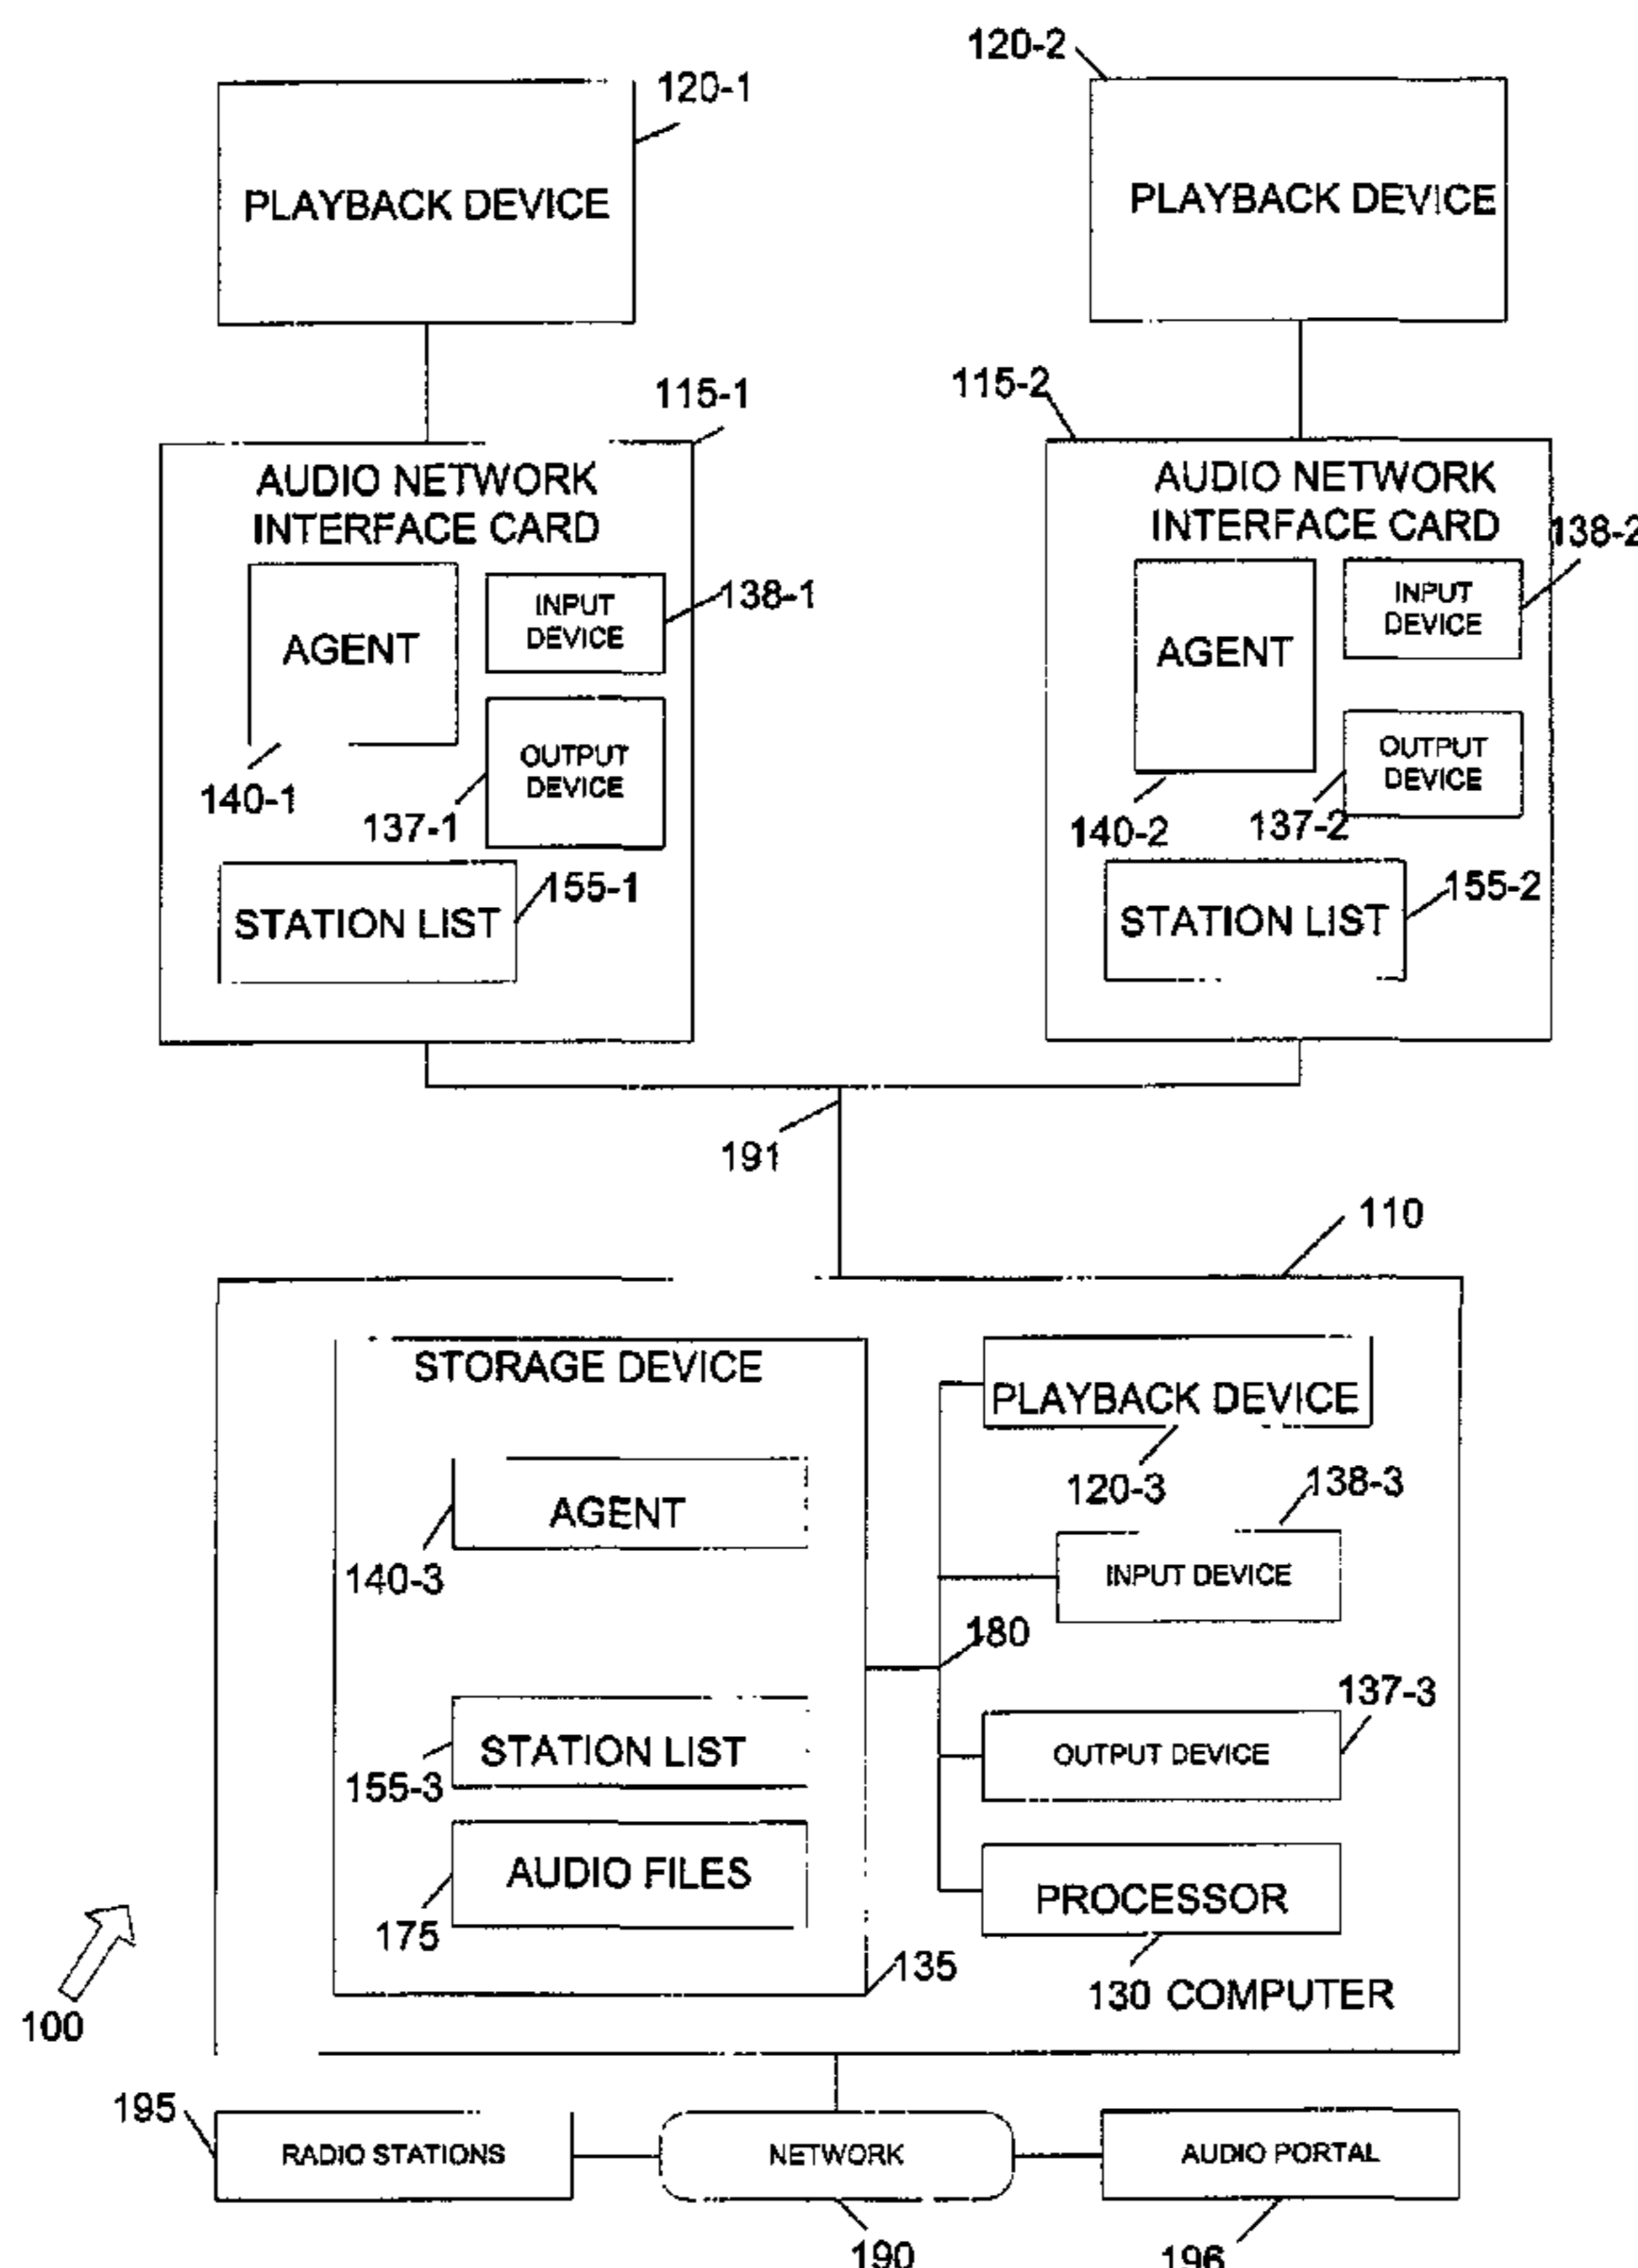 120-2
120-1
PLAYBACK DEVICE
PLAYBACK DEVICE
115-1
115-2
AUDIO NETWORK
INTERFACE CARD
AGENT
INPUT
DEVICE
138-1
OUTPUT
DEVICE
140-1
137-1
STATION LIST
155-1
AUDIO NETWORK
INTERFACE CARD
138-2
AGENT
INPUT
DEVICE
OUTPUT
DEVICE
140-2
137-2
STATION LIST
155-2
191
110
STORAGE DEVICE
AGENT
140-3
STATION LIST
155-3
AUDIO FILES
175
135
PLAYBACK DEVICE
120-3
138-3
INPUT DEVICE
180
137-3
OUTPUT DEVICE
PROCESSOR
130 COMPUTER
100
195
RADIO STATIONS
NETWORK
AUDIO PORTAL
190
196